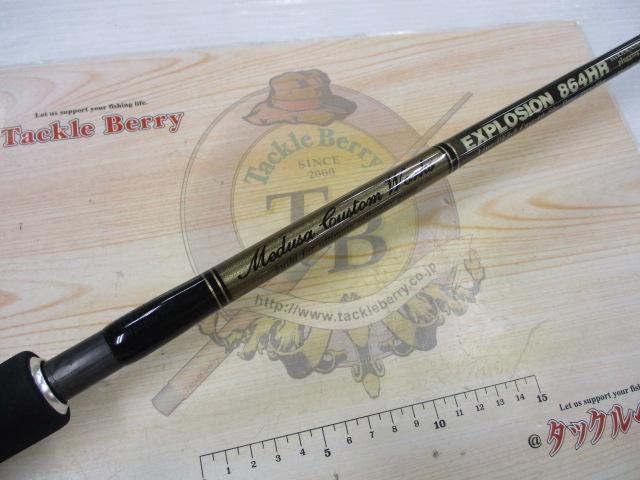 Let us support your fishing life.
Tackle Berry
Tackle Berry
SINCE
2000
TB
http://www.tackleberry.co.jp
EXPLOSION 864HR
Medusa Custom Works
1 2 3 4 5 6 7 8 9 10 11 12 13 14 15
Let us support your fishing
@タックル